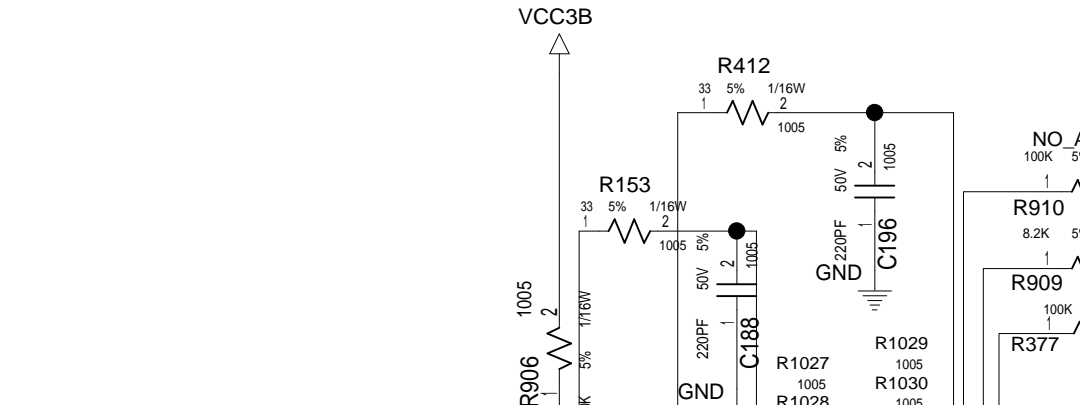 VCC3B
R412
33 5% 1/16W
1 2
1005
5%
1005
50V
2
220PF
1
C196
GND
NO_A
100K
1
R910
8.2K
1
R909
100K
1
R377
R153
33 5% 1/16W
1 2
1005
5%
1005
50V
2
220PF
1
C188
GND
1005
2
1/16W
5%
R906
1
K
R1027
1005
R1028
R1029
1005
R1030
1005